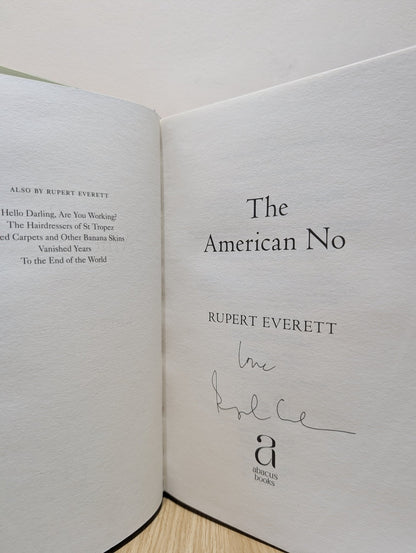 ALSO BY RUPERT EVERETT
Hello Darling, Are You Working?
The Hairdressers of St Tropez
ed Carpets and Other Banana Skins
Vanished Years
To the End of the World
The
American No
RUPERT EVERETT
Love
a
abacus
books